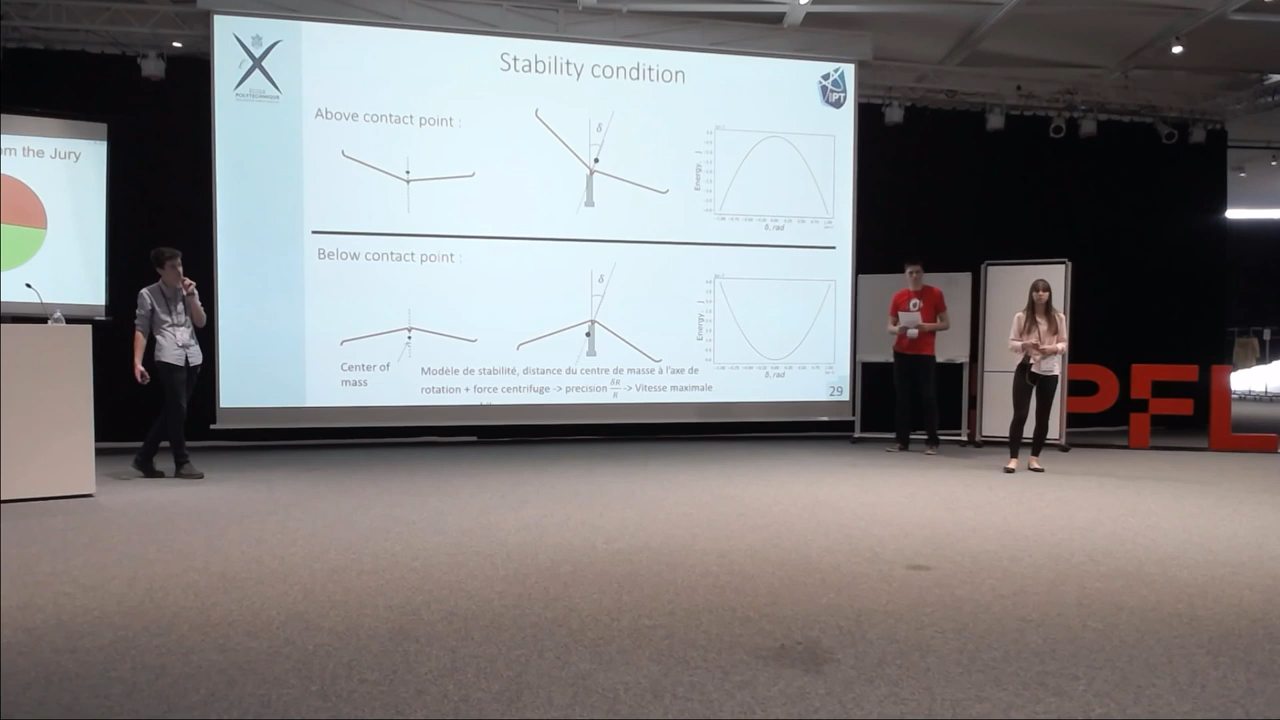 om the Jury
ÉCOLE
POLYTECHNIQUE
Stability condition
IPT
Above contact point :
δ
Energy, J
δ, rad
Below contact point :
δ
Energy, J
δ, rad
Center of
mass
Modèle de stabilité, distance du centre de masse à l'axe de
rotation + force centrifuge -> precision δR/R -> Vitesse maximale
29
PFL